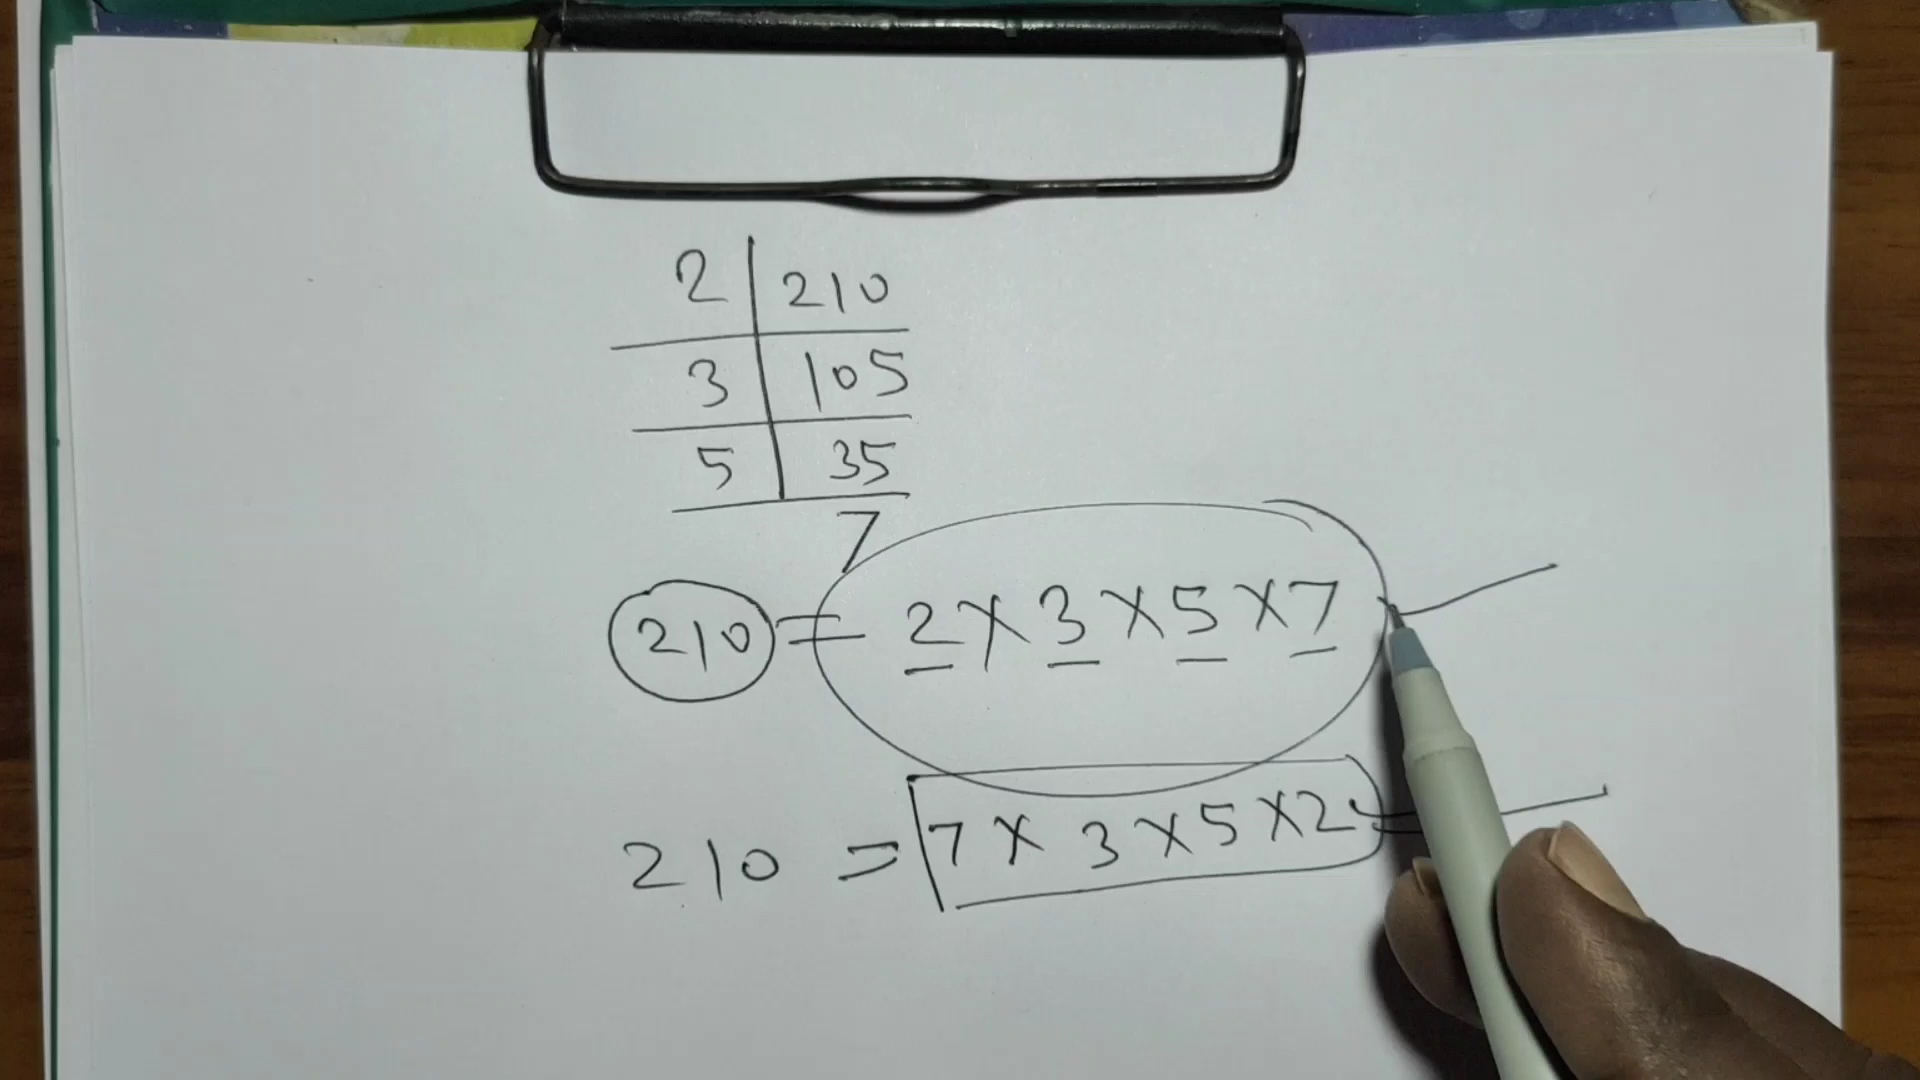 2 | 210
3 | 105
5 | 35
7
210 = 2 X 3 X 5 X 7
210 = 7 X 3 X 5 X 2